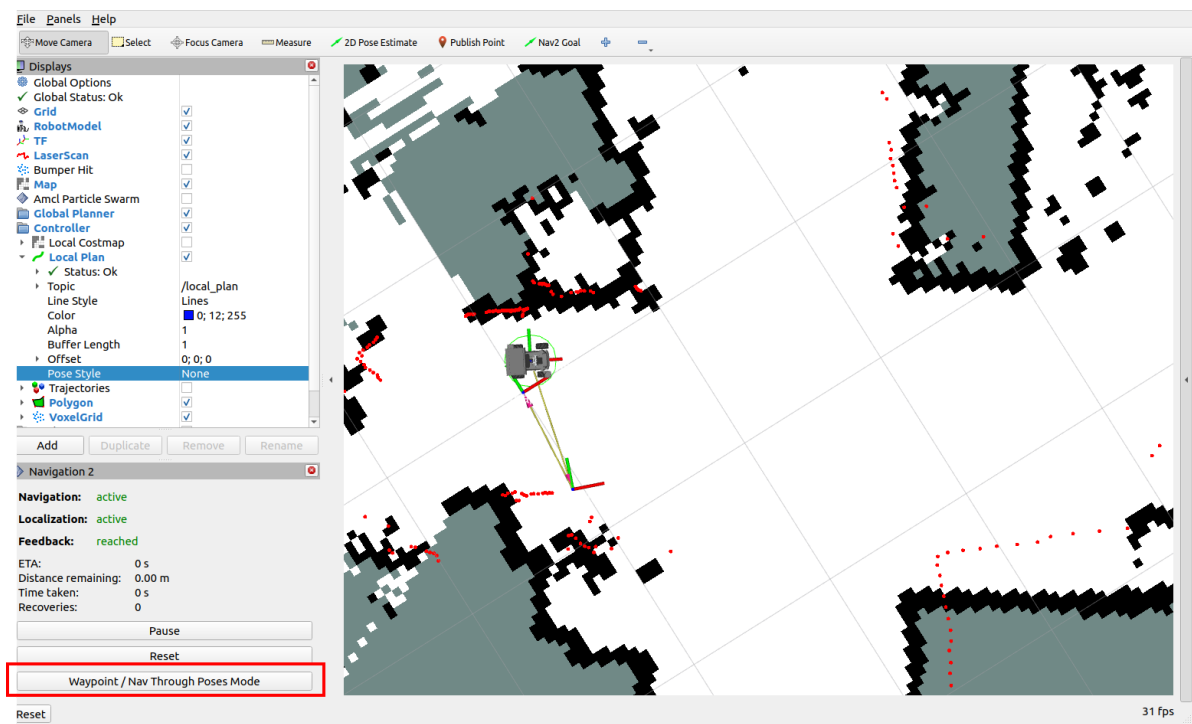 File Panels Help
Move Camera Select Focus Camera Measure 2D Pose Estimate Publish Point Nav2 Goal
Displays
Global Options
Global Status: Ok
Grid
RobotModel
TF
LaserScan
Bumper Hit
Map
Amcl Particle Swarm
Global Planner
Controller
Local Costmap
Local Plan
Status: Ok
Topic /local_plan
Line Style Lines
Color 0; 12; 255
Alpha 1
Buffer Length 1
Offset 0; 0; 0
Pose Style None
Trajectories
Polygon
VoxelGrid
Add Duplicate Remove Rename
Navigation 2
Navigation: active
Localization: active
Feedback: reached
ETA: 0 s
Distance remaining: 0.00 m
Time taken: 0 s
Recoveries: 0
Pause
Reset
Waypoint / Nav Through Poses Mode
Reset 31 fps